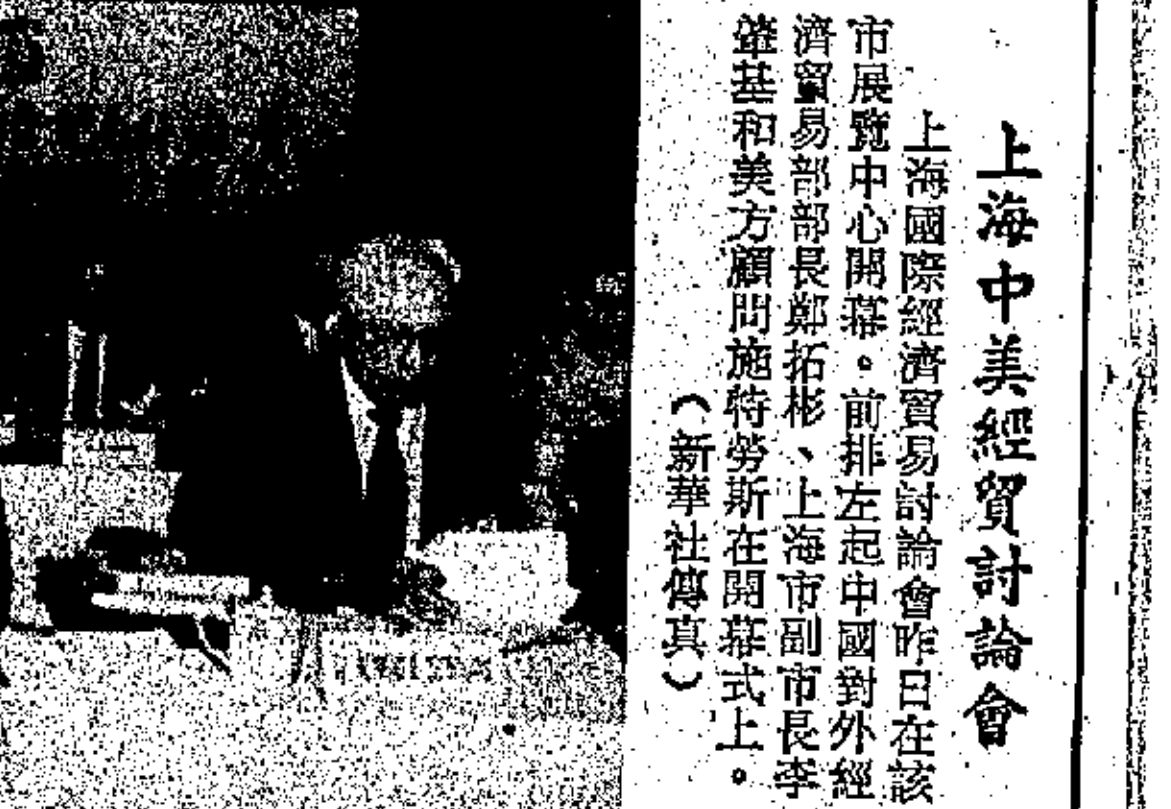 上海中美經貿討論會
上海國際經濟貿易討論會昨日在該
市展覽中心開幕。前排左起中國對外經
濟貿易部部長鄭拓彬、上海市副市長李
肇基和美方顧問施特勞斯在開幕式上。
(新華社傳真)